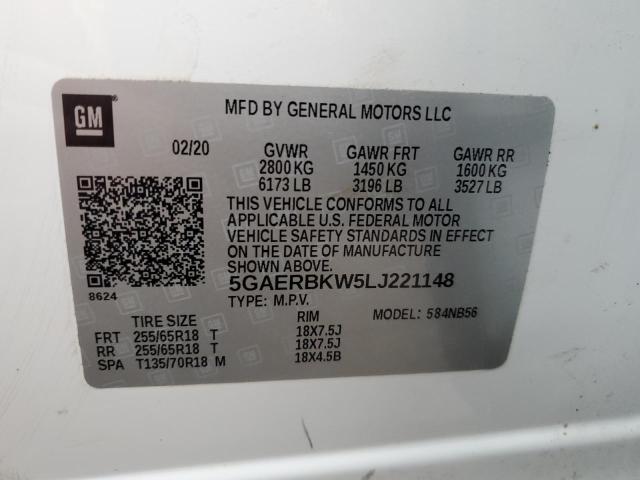 GM
MFD BY GENERAL MOTORS LLC
02/20 GVWR GAWR FRT GAWR RR
2800 KG 1450 KG 1600 KG
6173 LB 3196 LB 3527 LB
THIS VEHICLE CONFORMS TO ALL
APPLICABLE U.S. FEDERAL MOTOR
VEHICLE SAFETY STANDARDS IN EFFECT
ON THE DATE OF MANUFACTURE
SHOWN ABOVE.
5GAERBKW5LJ221148
8624
TYPE: M.P.V. MODEL: 584NB56
TIRE SIZE RIM
FRT 255/65R18 T 18X7.5J
RR 255/65R18 T 18X7.5J
SPA T135/70R18 M 18X4.5B